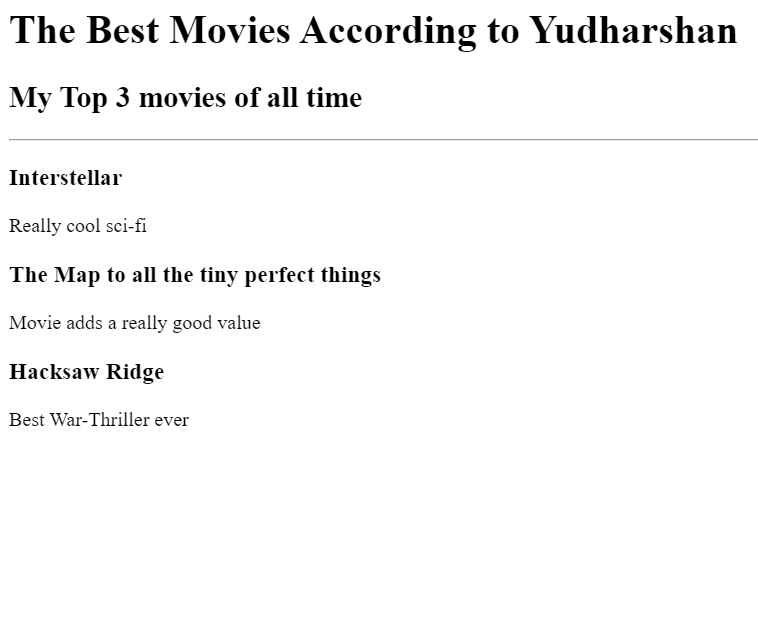 The Best Movies According to Yudharshan
My Top 3 movies of all time
Interstellar
Really cool sci-fi
The Map to all the tiny perfect things
Movie adds a really good value
Hacksaw Ridge
Best War-Thriller ever